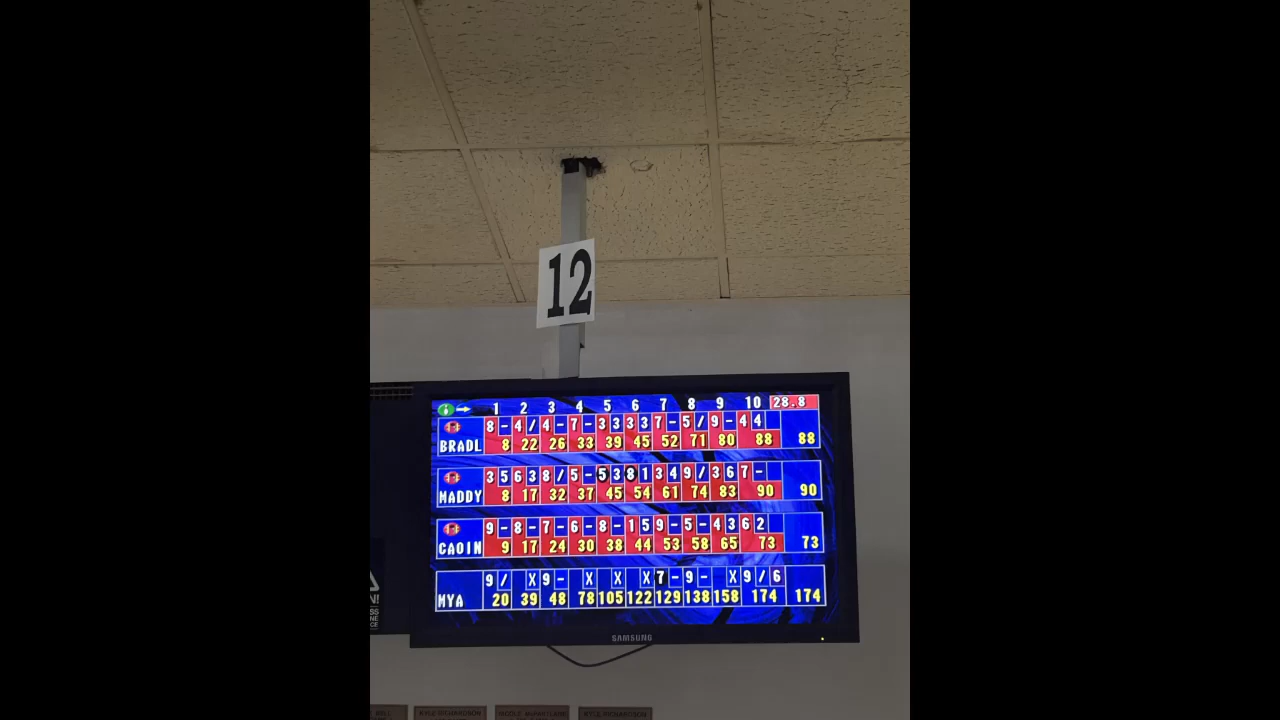 12
1 2 3 4 5 6 7 8 9 10 28.8
8 - 4 / 4 - 7 - 3 3 3 3 7 - 5 / 9 - 4 4
BRADL 8 22 26 33 39 45 52 71 80 88 88
3 5 6 3 8 / 5 - 5 3 8 1 3 4 9 / 3 6 7 -
MADDY 8 17 32 37 45 54 61 74 83 90 90
9 - 8 - 7 - 6 - 8 - 1 5 9 - 5 - 4 3 6 2
CAOIN 9 17 24 30 38 44 53 58 65 73 73
9 / X 9 - X X X 7 - 9 - X 9 / 6
MYA 20 39 48 78 105 122 129 138 158 174 174
SAMSUNG
KYLE RICHARDSON